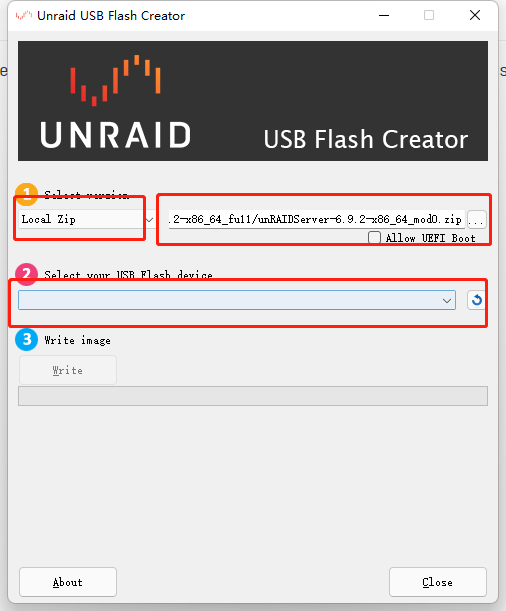 Unraid USB Flash Creator
UNRAID
USB Flash Creator
1 Select version
Local Zip
.2-x86_64_full/unRAIDServer-6.9.2-x86_64_mod0.zip ...
Allow UEFI Boot
2 Select your USB Flash device
3 Write image
Write
About
Close
e
s